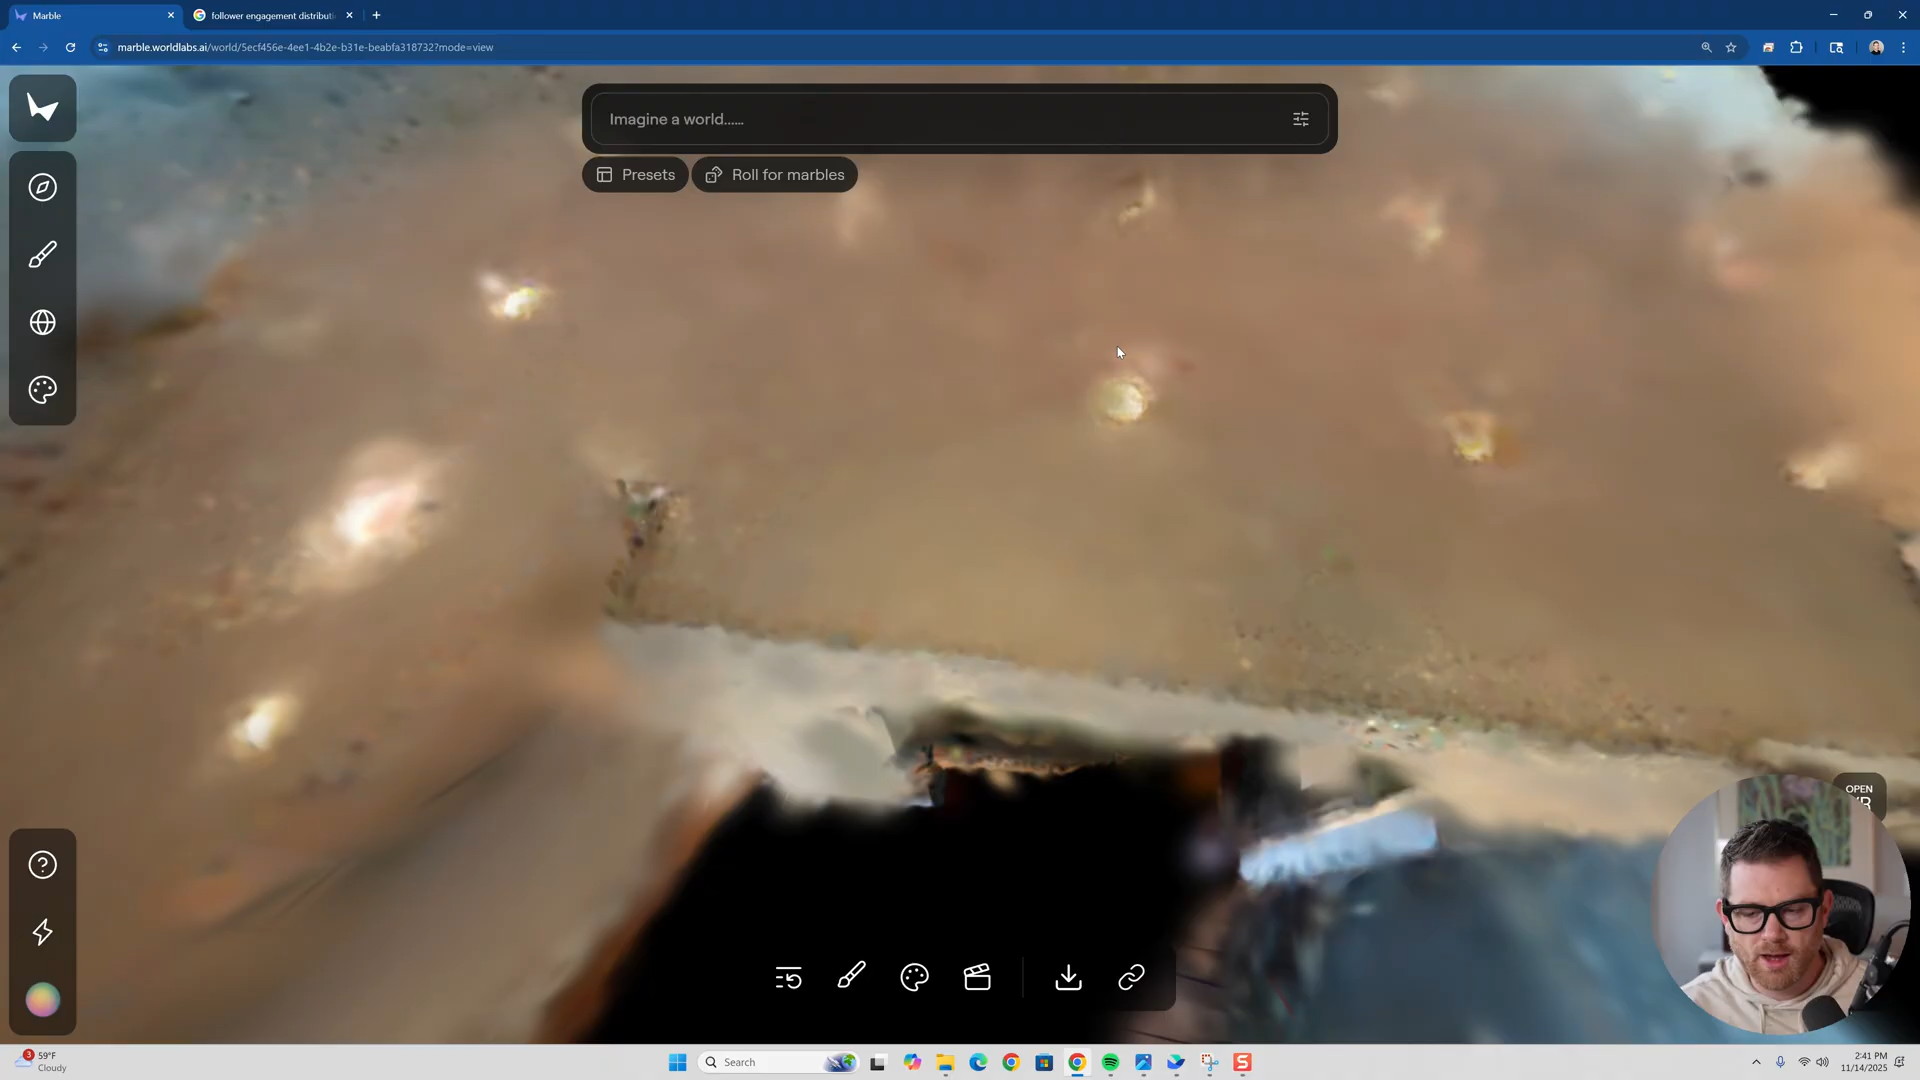 Marble
follower engagement distributi
marble.worldlabs.ai/world/5ecf456e-4ee1-4b2e-b31e-beabfa318732?mode=view
Imagine a world......
Presets
Roll for marbles
OPEN
3
59°F
Cloudy
Search
2:41 PM
11/14/2025